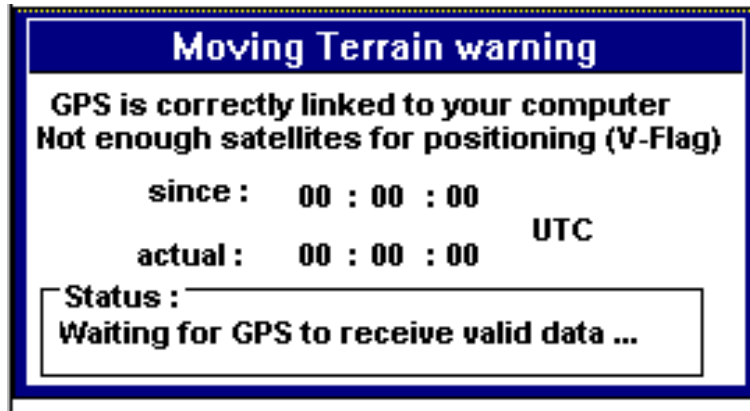 Moving Terrain warning
GPS is correctly linked to your computer
Not enough satellites for positioning (V-Flag)
since : 00 : 00 : 00
UTC
actual : 00 : 00 : 00
Status :
Waiting for GPS to receive valid data ...